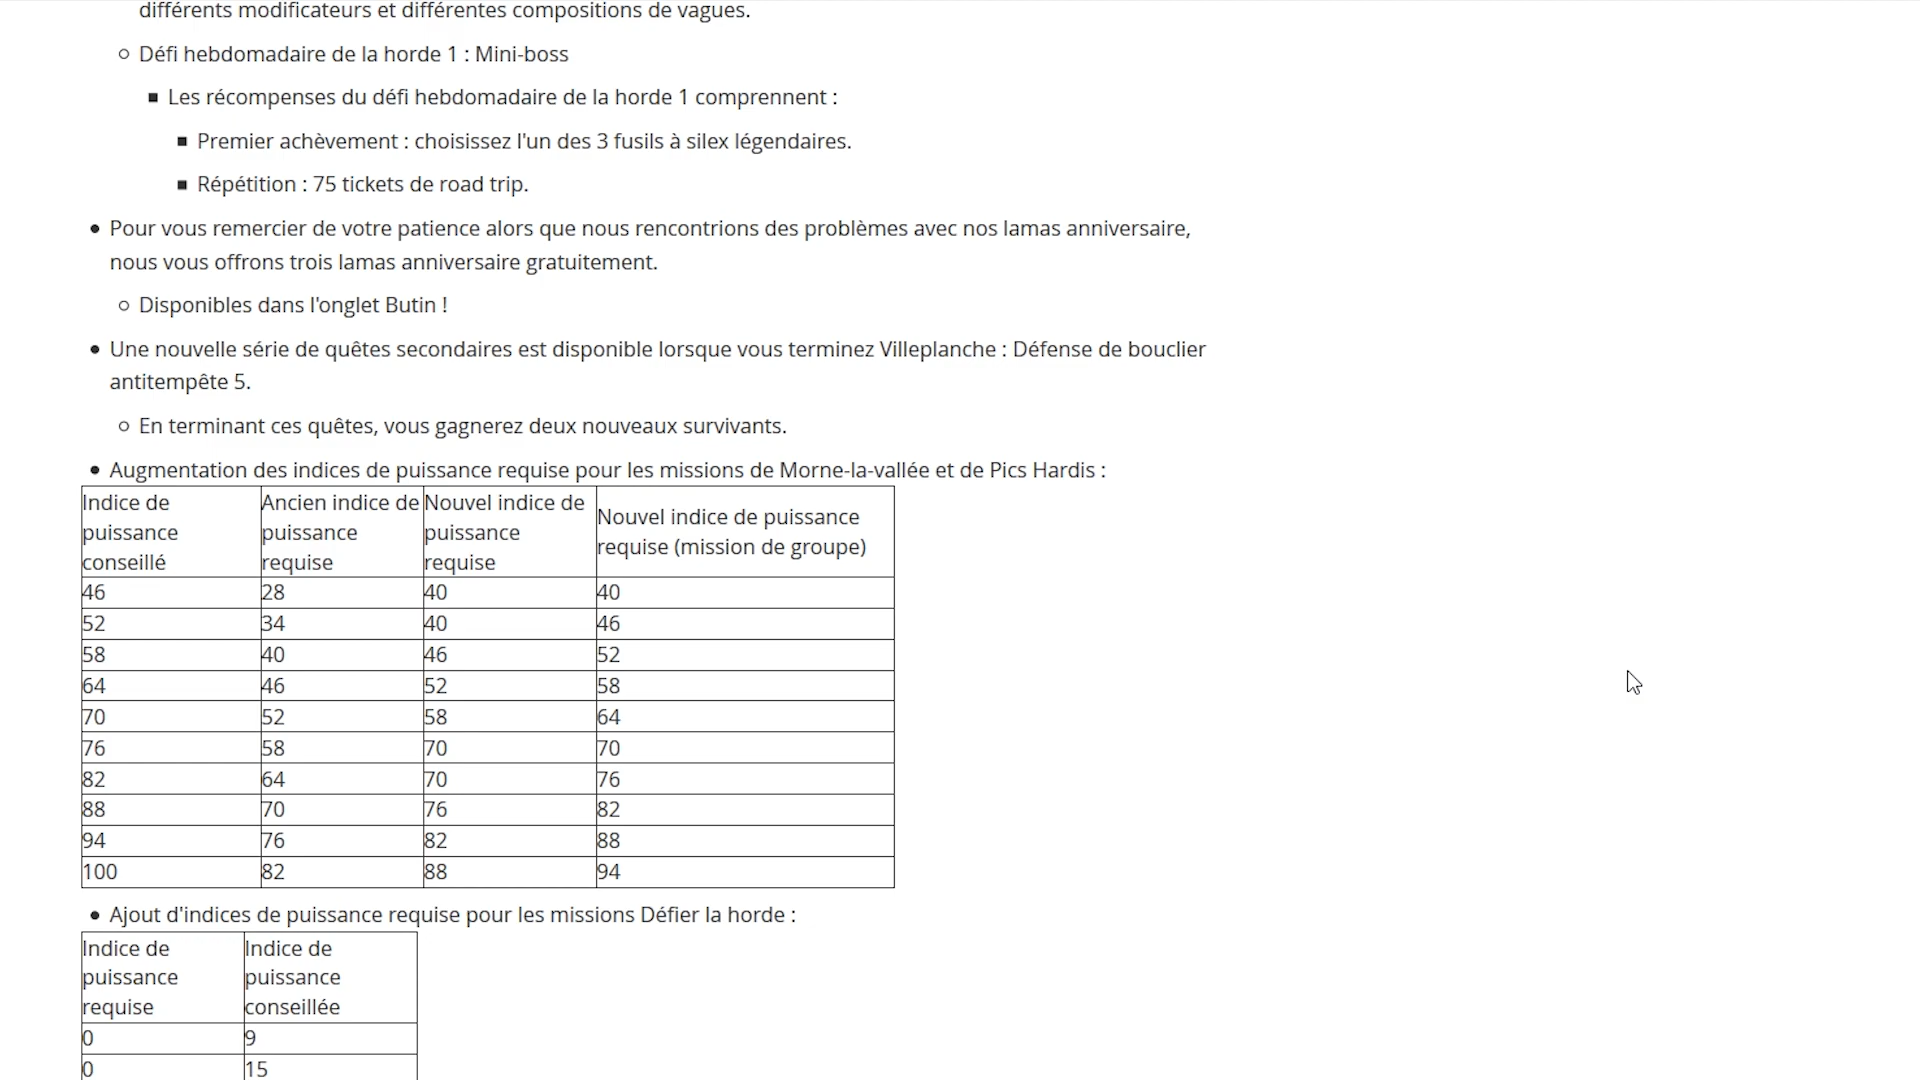 différents modificateurs et différentes compositions de vagues.
Défi hebdomadaire de la horde 1 : Mini-boss
Les récompenses du défi hebdomadaire de la horde 1 comprennent :
Premier achèvement : choisissez l'un des 3 fusils à silex légendaires.
Répétition : 75 tickets de road trip.
Pour vous remercier de votre patience alors que nous rencontrions des problèmes avec nos lamas anniversaire,
nous vous offrons trois lamas anniversaire gratuitement.
Disponibles dans l'onglet Butin !
Une nouvelle série de quêtes secondaires est disponible lorsque vous terminez Villeplanche : Défense de bouclier
antitempête 5.
En terminant ces quêtes, vous gagnerez deux nouveaux survivants.
Augmentation des indices de puissance requise pour les missions de Morne-la-vallée et de Pics Hardis :
Indice de puissance conseillé | Ancien indice de puissance requise | Nouvel indice de puissance requise | Nouvel indice de puissance requise (mission de groupe)
46 28 40 40
52 34 40 46
58 40 46 52
64 46 52 58
70 52 58 64
76 58 70 70
82 64 70 76
88 70 76 82
94 76 82 88
100 82 88 94
Ajout d'indices de puissance requise pour les missions Défier la horde :
Indice de puissance requise | Indice de puissance conseillée
0 9
0 15